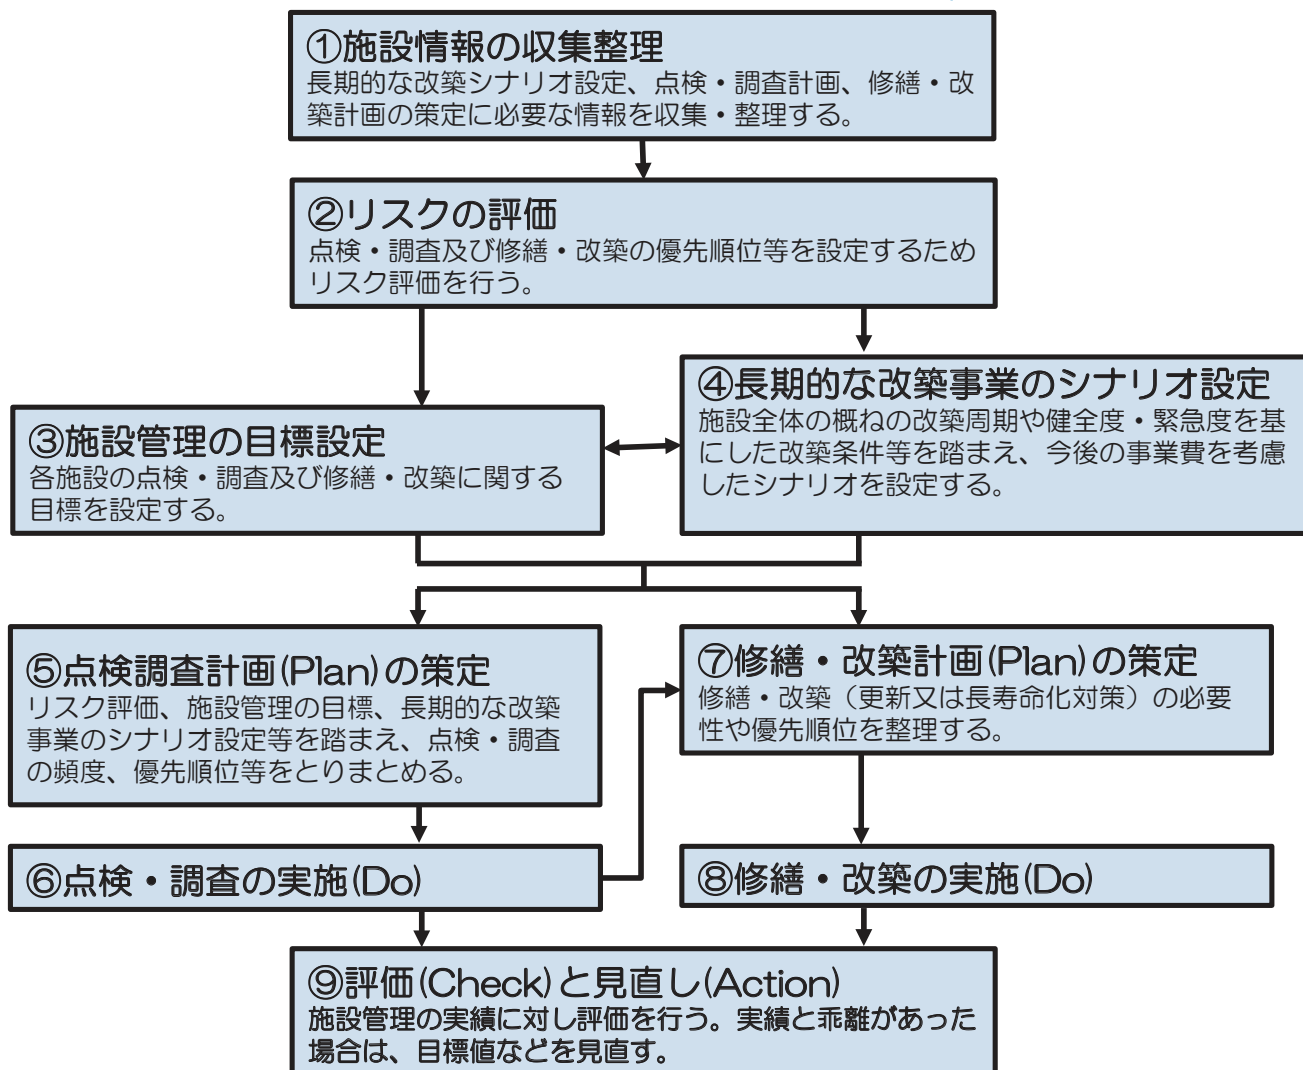 ①施設情報の収集整理
長期的な改築シナリオ設定、点検・調査計画、修繕・改
築計画の策定に必要な情報を収集・整理する。
②リスクの評価
点検・調査及び修繕・改築の優先順位等を設定するため
リスク評価を行う。
③施設管理の目標設定
各施設の点検・調査及び修繕・改築に関する
目標を設定する。
④長期的な改築事業のシナリオ設定
施設全体の概ねの改築周期や健全度・緊急度を基
にした改築条件等を踏まえ、今後の事業費を考慮
したシナリオを設定する。
⑤点検調査計画(Plan)の策定
リスク評価、施設管理の目標、長期的な改築
事業のシナリオ設定等を踏まえ、点検・調査
の頻度、優先順位等をとりまとめる。
⑥点検・調査の実施(Do)
⑦修繕・改築計画(Plan)の策定
修繕・改築（更新又は長寿命化対策）の必要
性や優先順位を整理する。
⑧修繕・改築の実施(Do)
⑨評価(Check)と見直し(Action)
施設管理の実績に対し評価を行う。実績と乖離があった
場合は、目標値などを見直す。